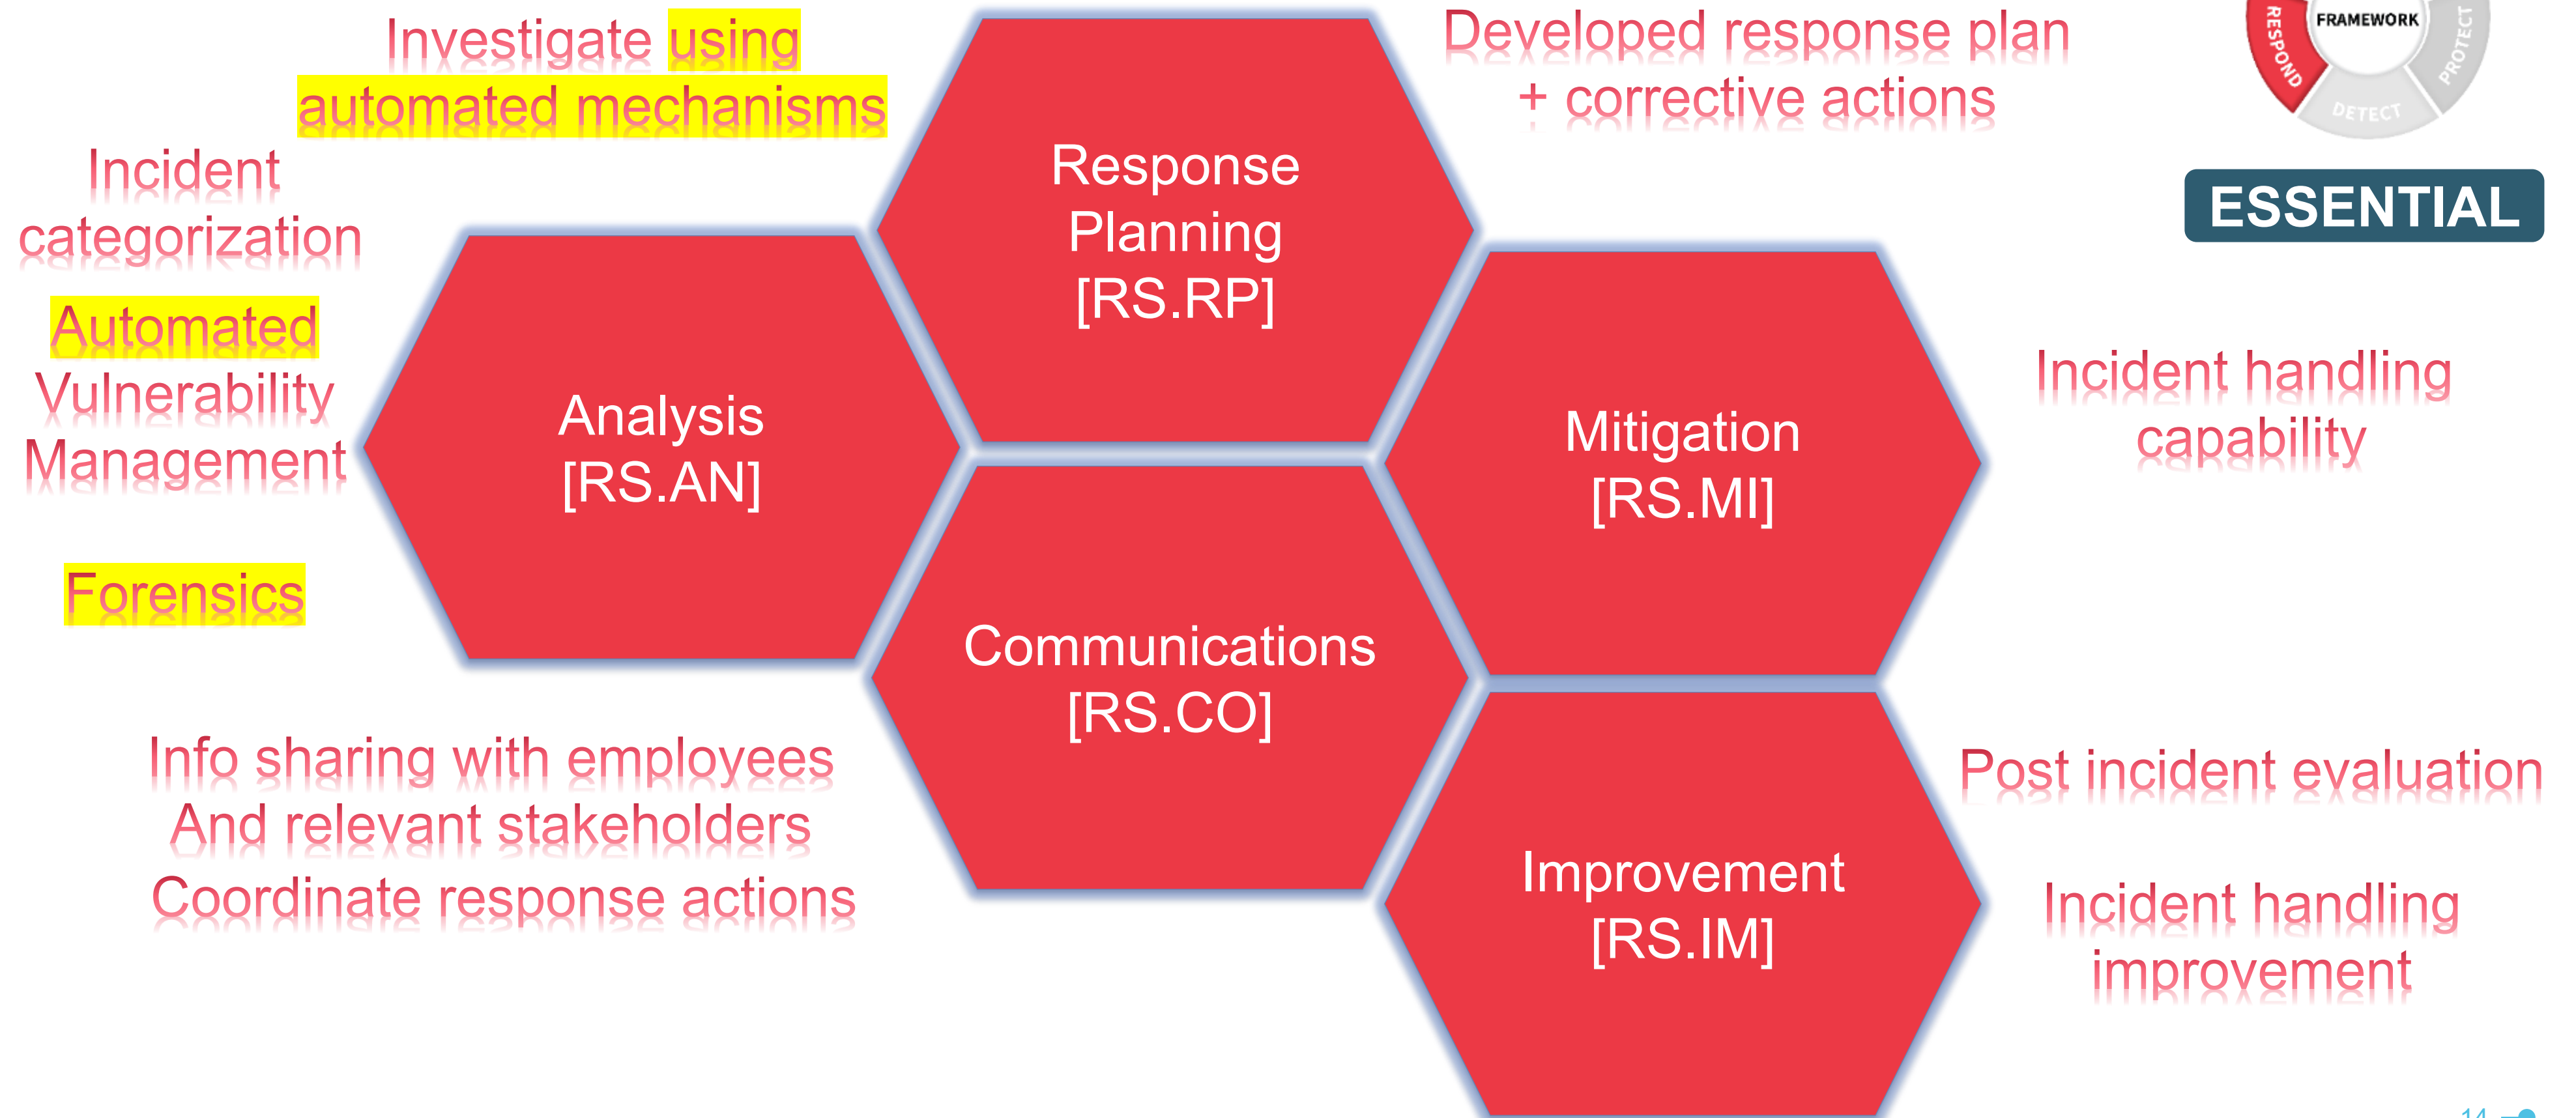 Investigate using
automated mechanisms
Developed response plan
+ corrective actions
RESPOND
FRAMEWORK
PROTECT
DETECT
ESSENTIAL
Incident
categorization
Automated
Vulnerability
Management
Forensics
Response
Planning
[RS.RP]
Analysis
[RS.AN]
Mitigation
[RS.MI]
Incident handling
capability
Communications
[RS.CO]
Info sharing with employees
And relevant stakeholders
Coordinate response actions
Improvement
[RS.IM]
Post incident evaluation
Incident handling
improvement
14